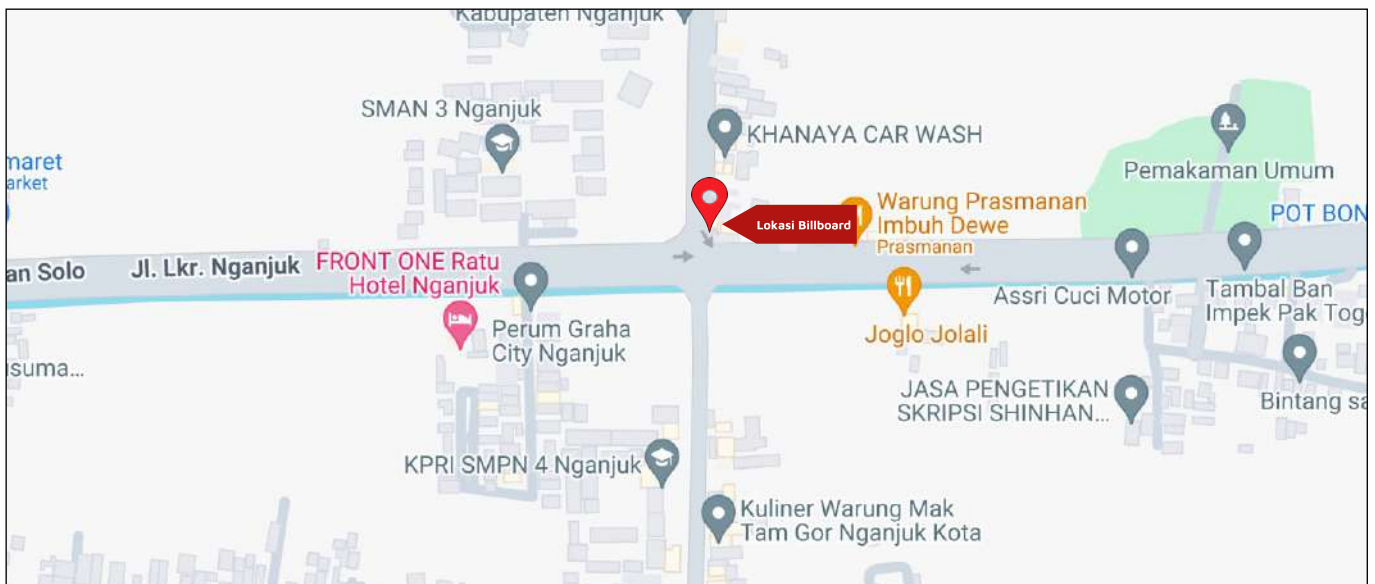 Kabupaten Nganjuk
SMAN 3 Nganjuk
KHANAYA CAR WASH
maret
arket
Pemakaman Umum
Lokasi Billboard
Warung Prasmanan
Imbuh Dewe
Prasmanan
POT BON
an Solo
Jl. Lkr. Nganjuk
FRONT ONE Ratu
Hotel Nganjuk
Assri Cuci Motor
Tambal Ban
Impek Pak Tog
Perum Graha
City Nganjuk
Joglo Jolali
suma...
JASA PENGETIKAN
SKRIPSI SHINHAN...
Bintang sa
KPRI SMPN 4 Nganjuk
Kuliner Warung Mak
Tam Gor Nganjuk Kota